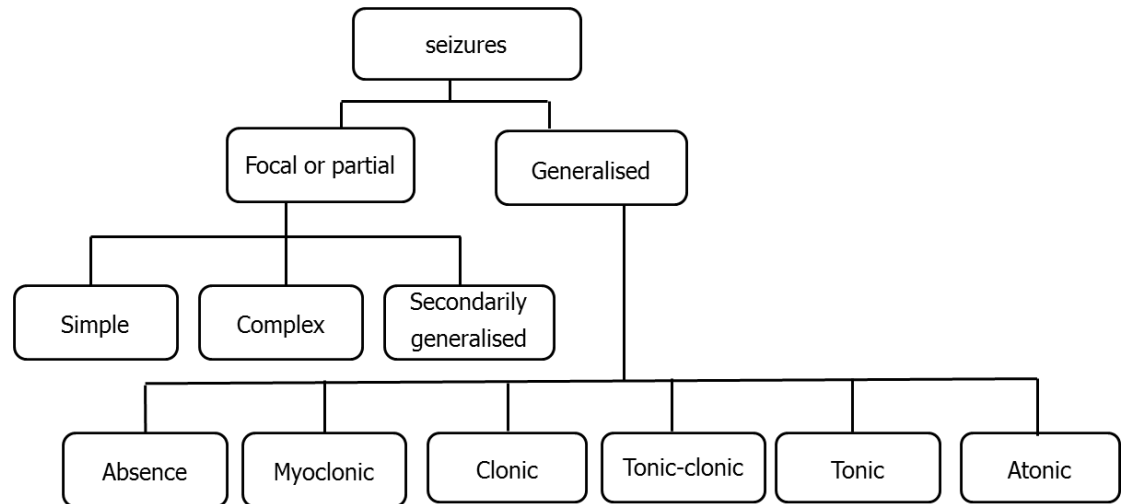 seizures
Focal or partial
Generalised
Simple
Complex
Secondarily
generalised
Absence
Myoclonic
Clonic
Tonic-clonic
Tonic
Atonic